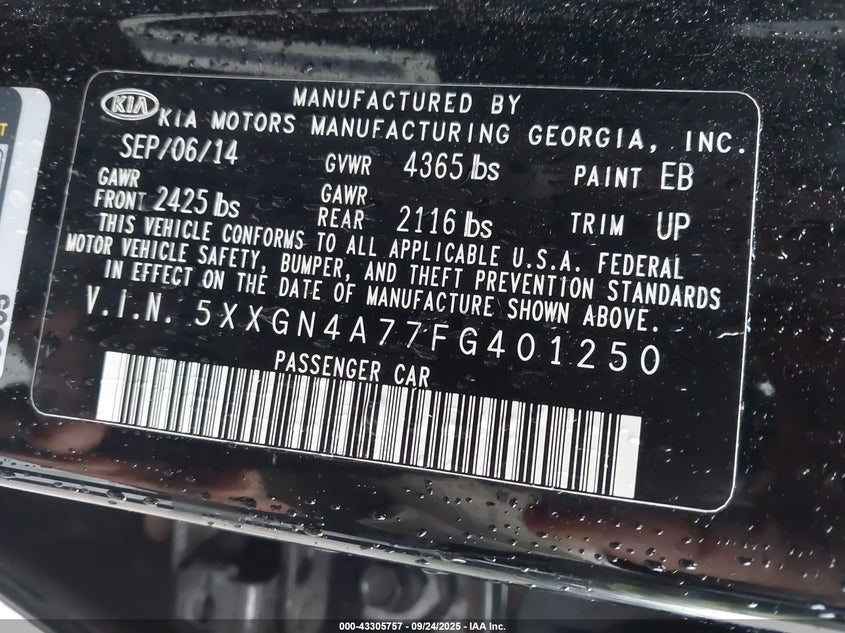 KIA
MANUFACTURED BY
KIA MOTORS MANUFACTURING GEORGIA, INC.
SEP/06/14 GVWR 4365 lbs PAINT EB
GAWR FRONT 2425 lbs GAWR REAR 2116 lbs TRIM UP
THIS VEHICLE CONFORMS TO ALL APPLICABLE U.S.A. FEDERAL
MOTOR VEHICLE SAFETY, BUMPER, AND THEFT PREVENTION STANDARDS
IN EFFECT ON THE DATE OF MANUFACTURE SHOWN ABOVE.
V.I.N. 5XXGN4A77FG401250
PASSENGER CAR
000-43305757 - 09/24/2025 - IAA Inc.